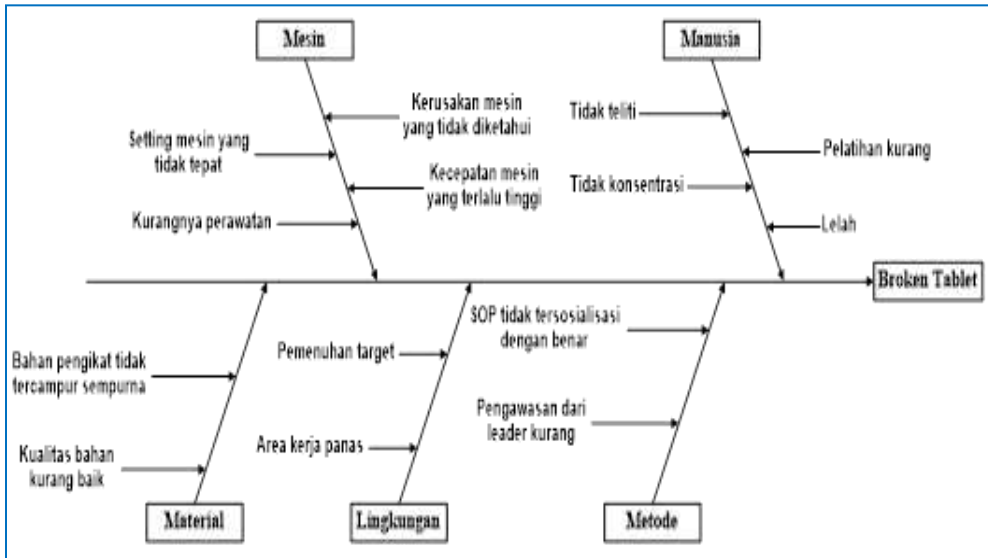 Mesin
Manusia
Kerusakan mesin
yang tidak diketahui
Setting mesin yang
tidak tepat
Kecepatan mesin
yang terlalu tinggi
Kurangnya perawatan
Tidak teliti
Pelatihan kurang
Tidak konsentrasi
Lelah
Broken Tablet
Bahan pengikat tidak
tercampur sempurna
Kualitas bahan
kurang baik
Pemenuhan target
Area kerja panas
SOP tidak tersosialisasi
dengan benar
Pengawasan dari
leader kurang
Material
Lingkungan
Metode